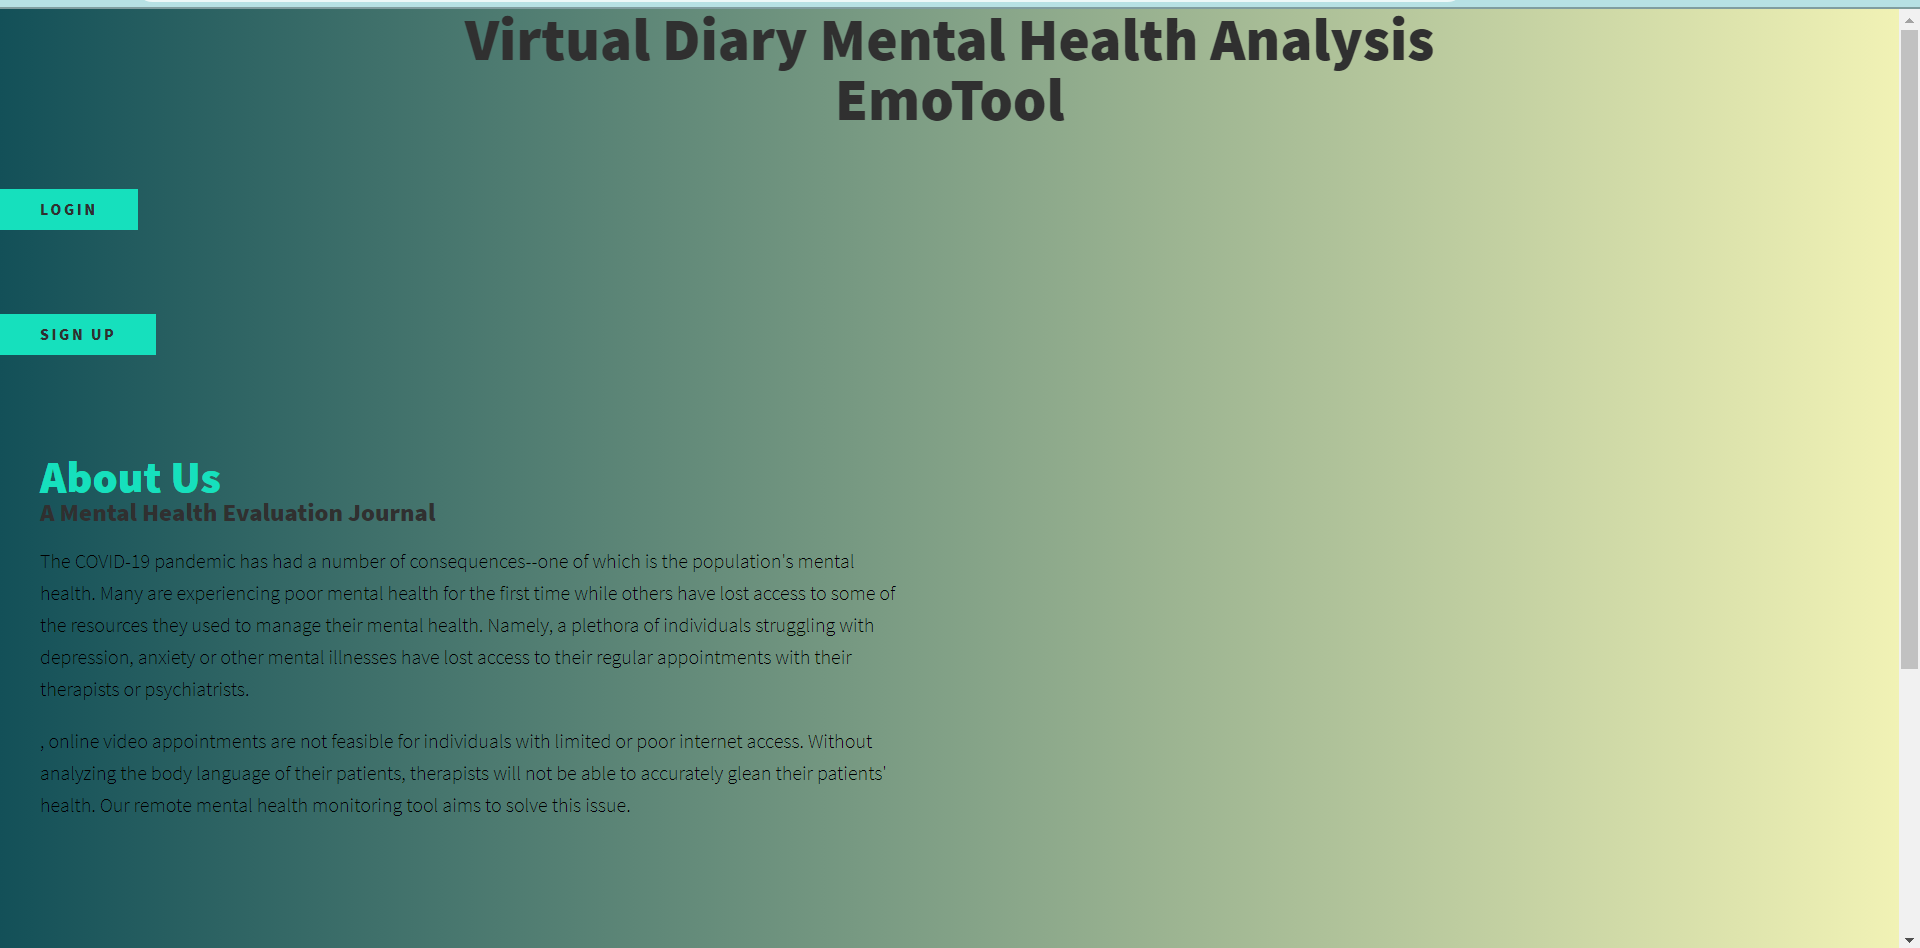 Virtual Diary Mental Health Analysis
EmoTool
LOGIN
SIGN UP
About Us
A Mental Health Evaluation Journal
The COVID-19 pandemic has had a number of consequences--one of which is the population's mental
health. Many are experiencing poor mental health for the first time while others have lost access to some of
the resources they used to manage their mental health. Namely, a plethora of individuals struggling with
depression, anxiety or other mental illnesses have lost access to their regular appointments with their
therapists or psychiatrists.
, online video appointments are not feasible for individuals with limited or poor internet access. Without
analyzing the body language of their patients, therapists will not be able to accurately glean their patients'
health. Our remote mental health monitoring tool aims to solve this issue.